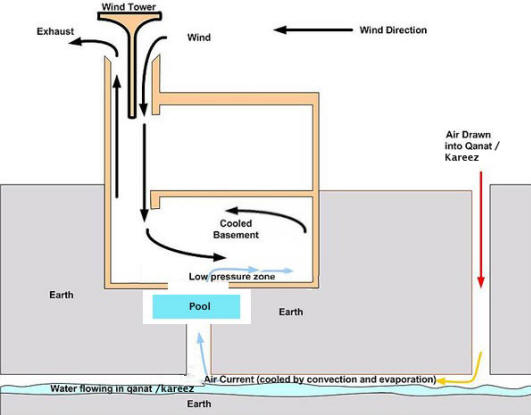 Wind Tower
Exhaust
Wind
Wind Direction
Air Drawn
into Qanat /
Kareez
Cooled
Basement
Low pressure zone
Earth
Pool
Earth
Air Current (cooled by convection and evaporation)
Water flowing in qanat /kareez
Earth